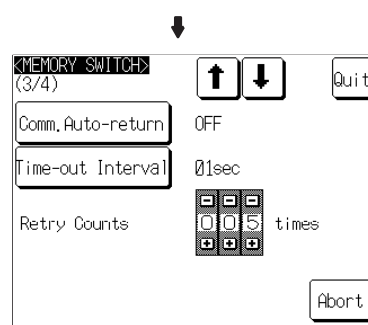 <MEMORY SWITCH>
(3/4)
Quit
Comm.Auto-return OFF
Time-out Interval 01sec
Retry Counts 005 times
Abort